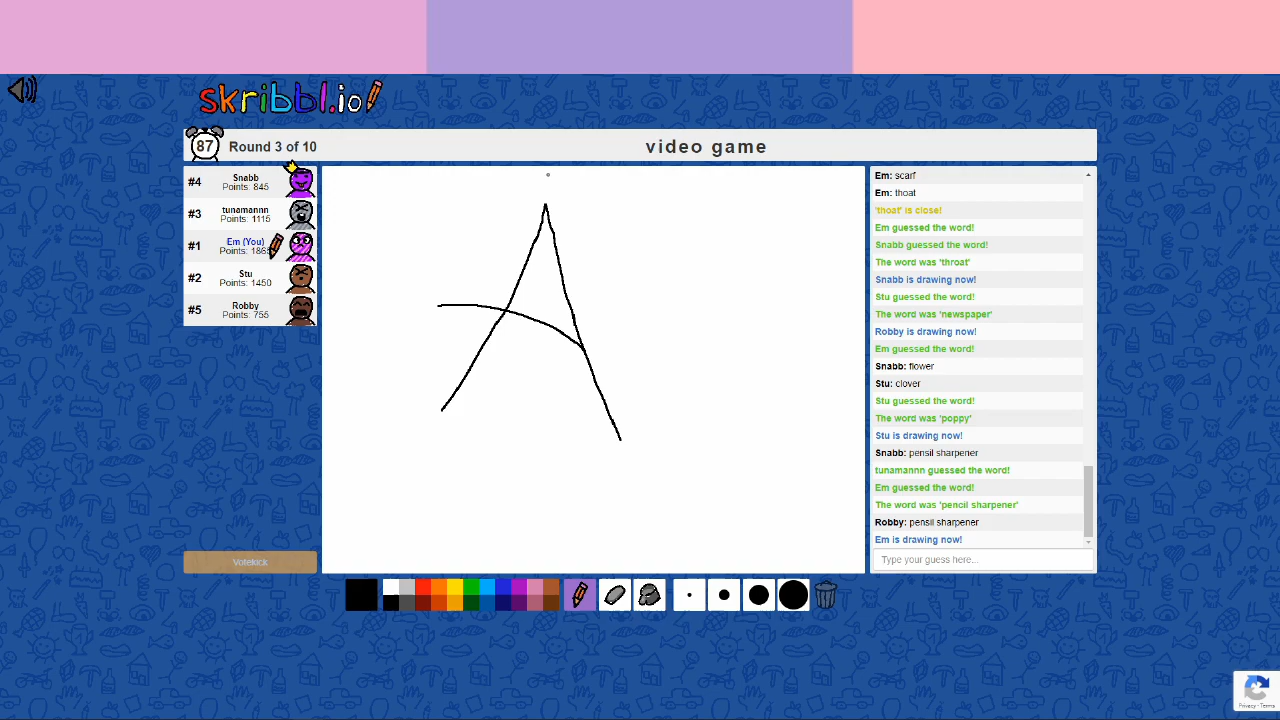 skribbl.io
87
Round 3 of 10
video game
#4
Snabb
Points: 845
#3
tunamannn
Points: 1115
#1
Em (You)
Points: 1865
#2
Stu
Points: 1450
#5
Robby
Points: 755
Votekick
A
Em: scarf
Em: thoat
'thoat' is close!
Em guessed the word!
Snabb guessed the word!
The word was 'throat'
Snabb is drawing now!
Stu guessed the word!
The word was 'newspaper'
Robby is drawing now!
Em guessed the word!
Snabb: flower
Stu: clover
Stu guessed the word!
The word was 'poppy'
Stu is drawing now!
Snabb: pensil sharpener
tunamannn guessed the word!
Em guessed the word!
The word was 'pencil sharpener'
Robby: pensil sharpener
Em is drawing now!
Type your guess here...
Privacy - Terms